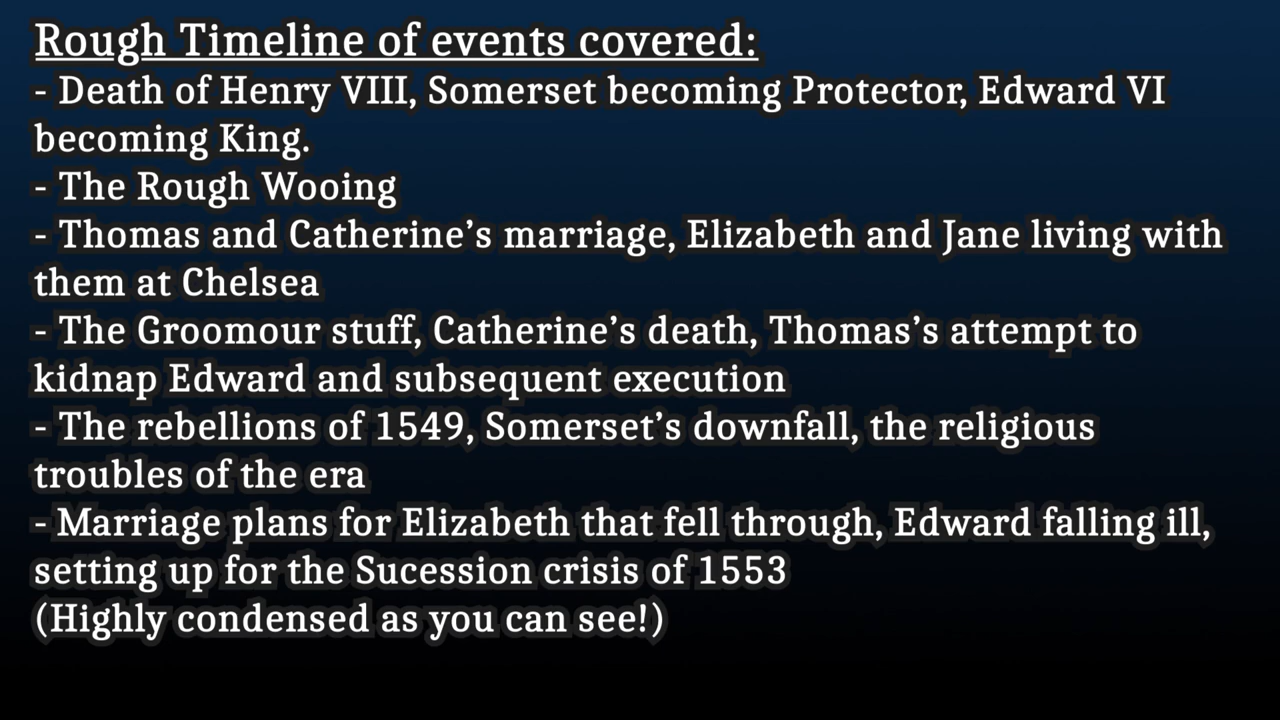 Rough Timeline of events covered:
- Death of Henry VIII, Somerset becoming Protector, Edward VI
becoming King.
- The Rough Wooing
- Thomas and Catherine’s marriage, Elizabeth and Jane living with
them at Chelsea
- The Groomour stuff, Catherine’s death, Thomas’s attempt to
kidnap Edward and subsequent execution
- The rebellions of 1549, Somerset’s downfall, the religious
troubles of the era
- Marriage plans for Elizabeth that fell through, Edward falling ill,
setting up for the Sucession crisis of 1553
(Highly condensed as you can see!)